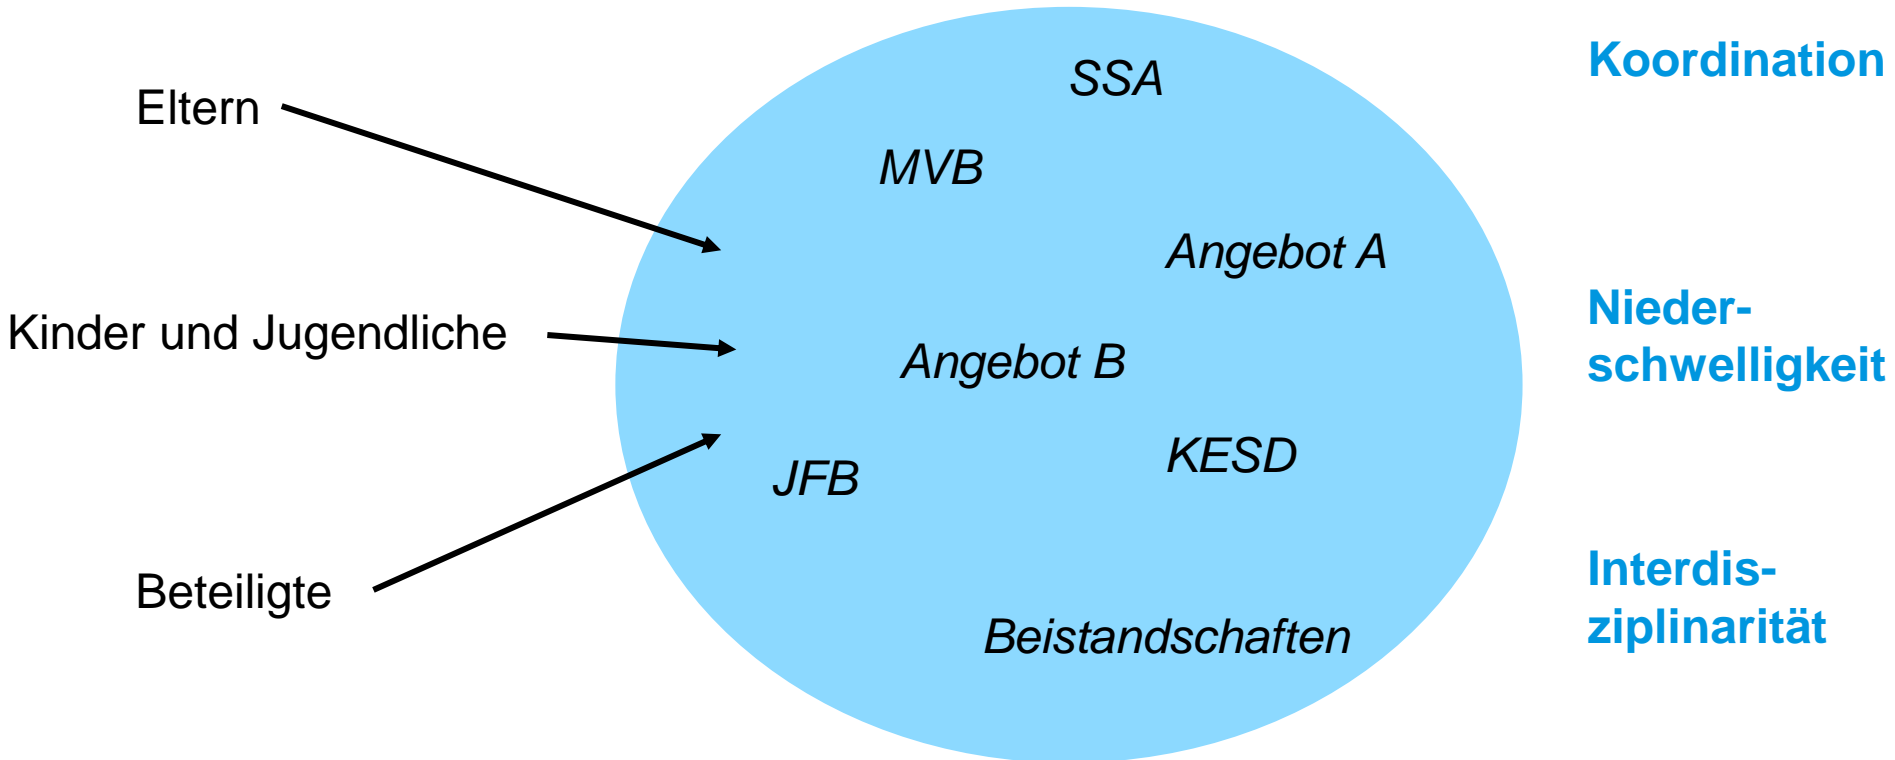 Eltern
Kinder und Jugendliche
Beteiligte
SSA
MVB
Angebot A
Angebot B
KESD
JFB
Beistandschaften
Koordination
Nieder-
schwelligkeit
Interdis-
ziplinarität